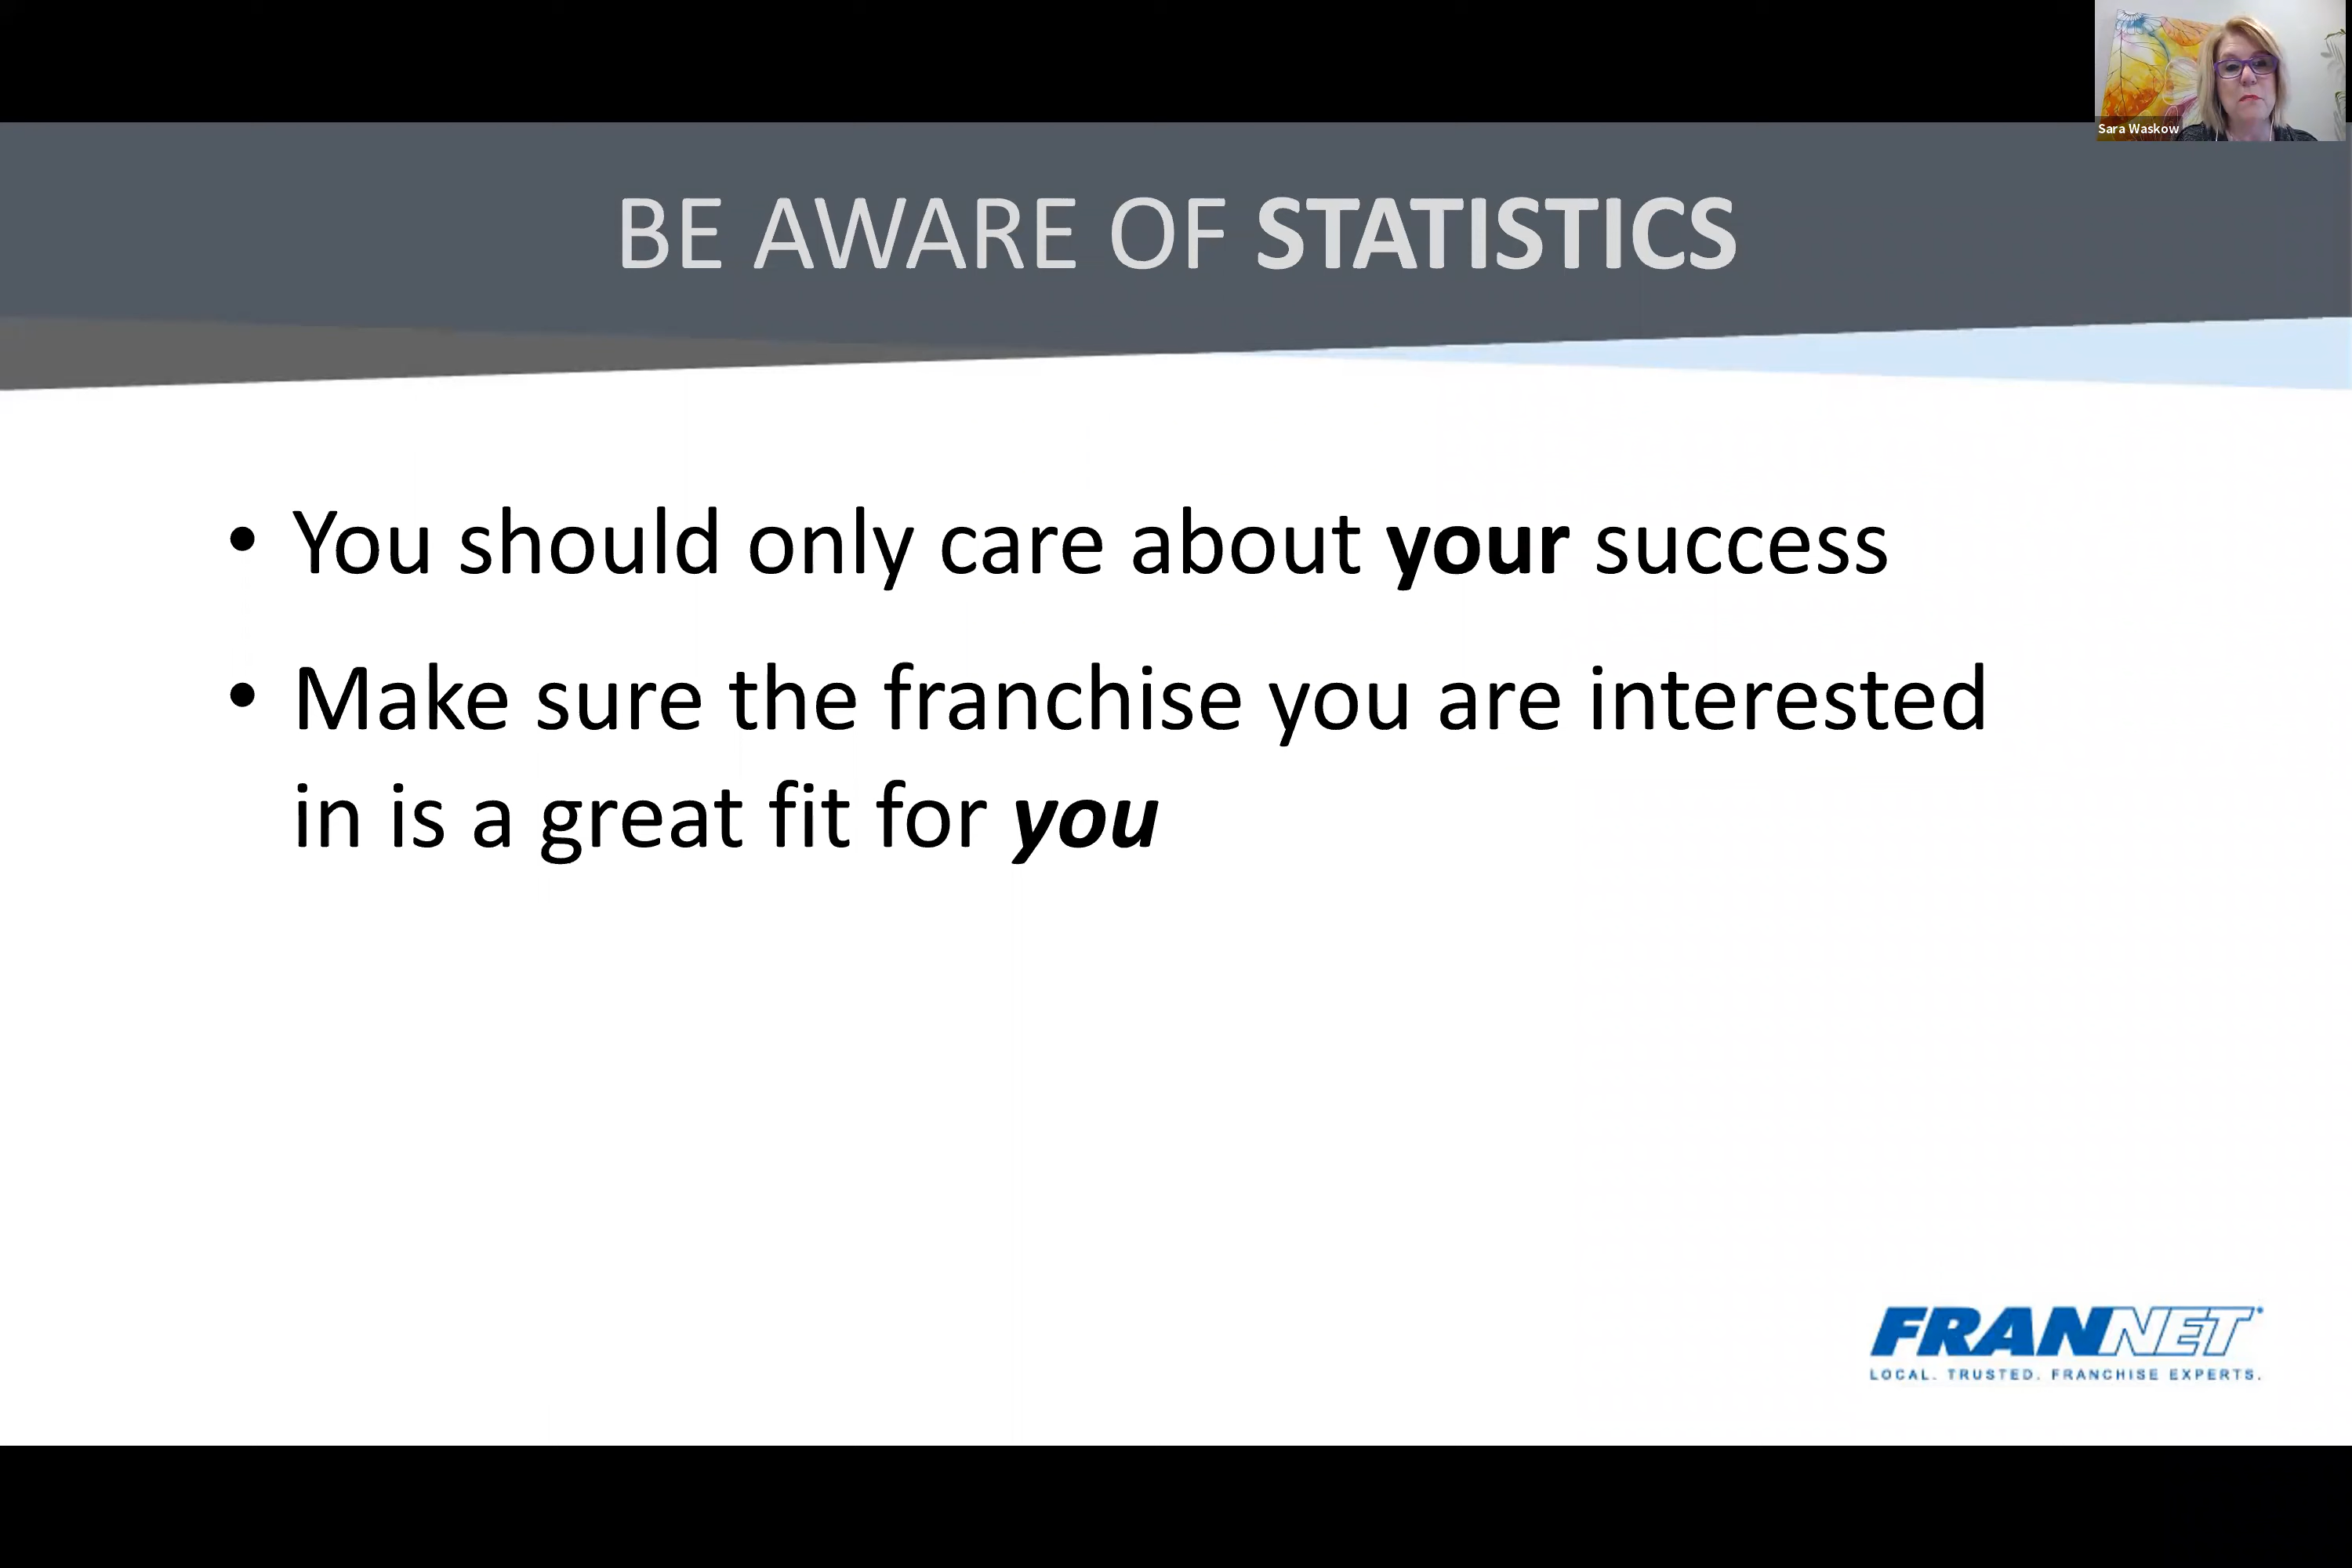 Sara Waskow
BE AWARE OF STATISTICS
• You should only care about your success
• Make sure the franchise you are interested
in is a great fit for you
FRANNET
LOCAL. TRUSTED. FRANCHISE EXPERTS.